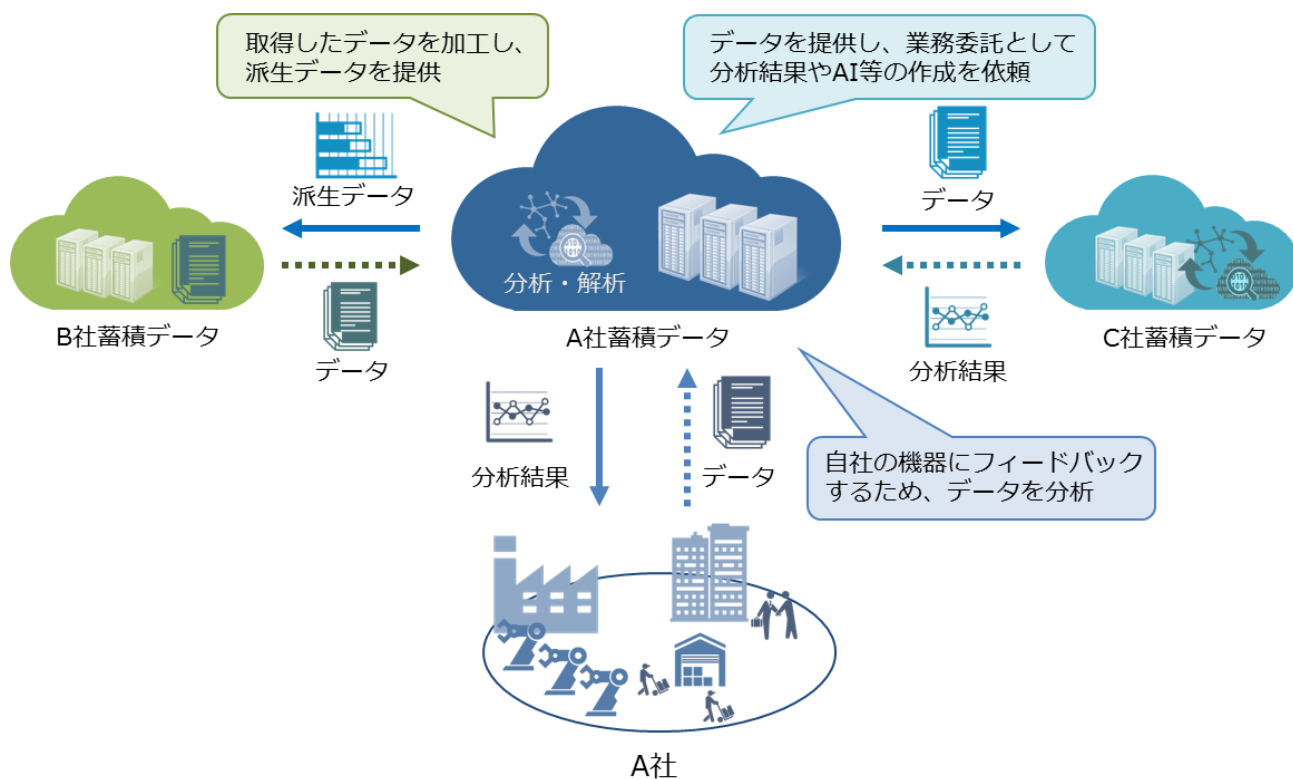 取得したデータを加工し、
派生データを提供
データを提供し、業務委託として
分析結果やAI等の作成を依頼
派生データ
データ
分析・解析
B社蓄積データ
データ
A社蓄積データ
分析結果
C社蓄積データ
分析結果
データ
自社の機器にフィードバック
するため、データを分析
A社